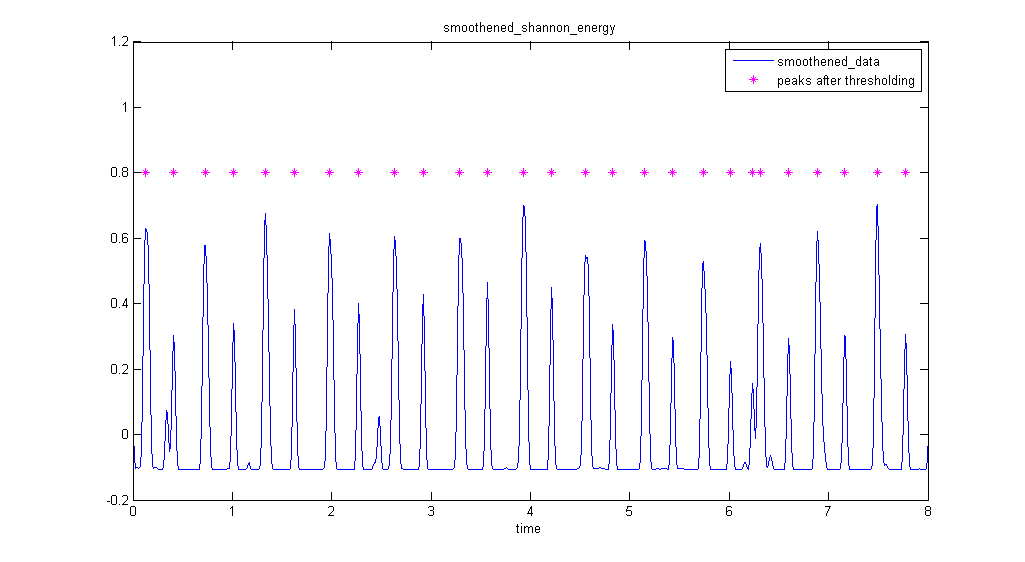 smoothened_shannon_energy
smoothened_data
peaks after thresholding
1.2
1
0.8
0.6
0.4
0.2
0
-0.2
0 1 2 3 4 5 6 7 8
time